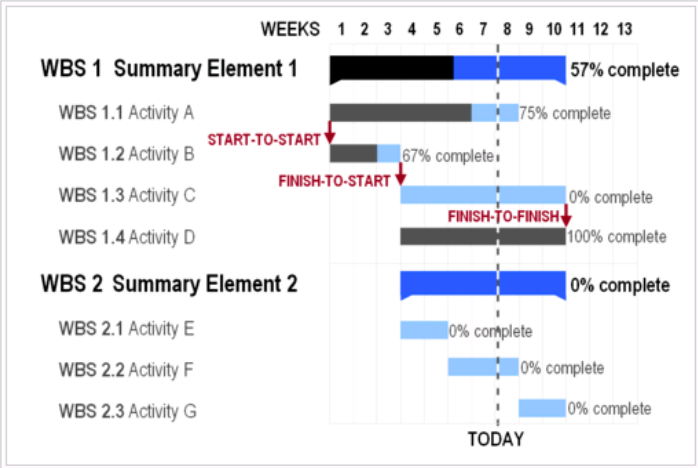 WEEKS 1 2 3 4 5 6 7 8 9 10 11 12 13
WBS 1 Summary Element 1 57% complete
WBS 1.1 Activity A 75% complete
START-TO-START
WBS 1.2 Activity B 67% complete
FINISH-TO-START
WBS 1.3 Activity C 0% complete
FINISH-TO-FINISH
WBS 1.4 Activity D 100% complete
WBS 2 Summary Element 2 0% complete
WBS 2.1 Activity E 0% complete
WBS 2.2 Activity F 0% complete
WBS 2.3 Activity G 0% complete
TODAY